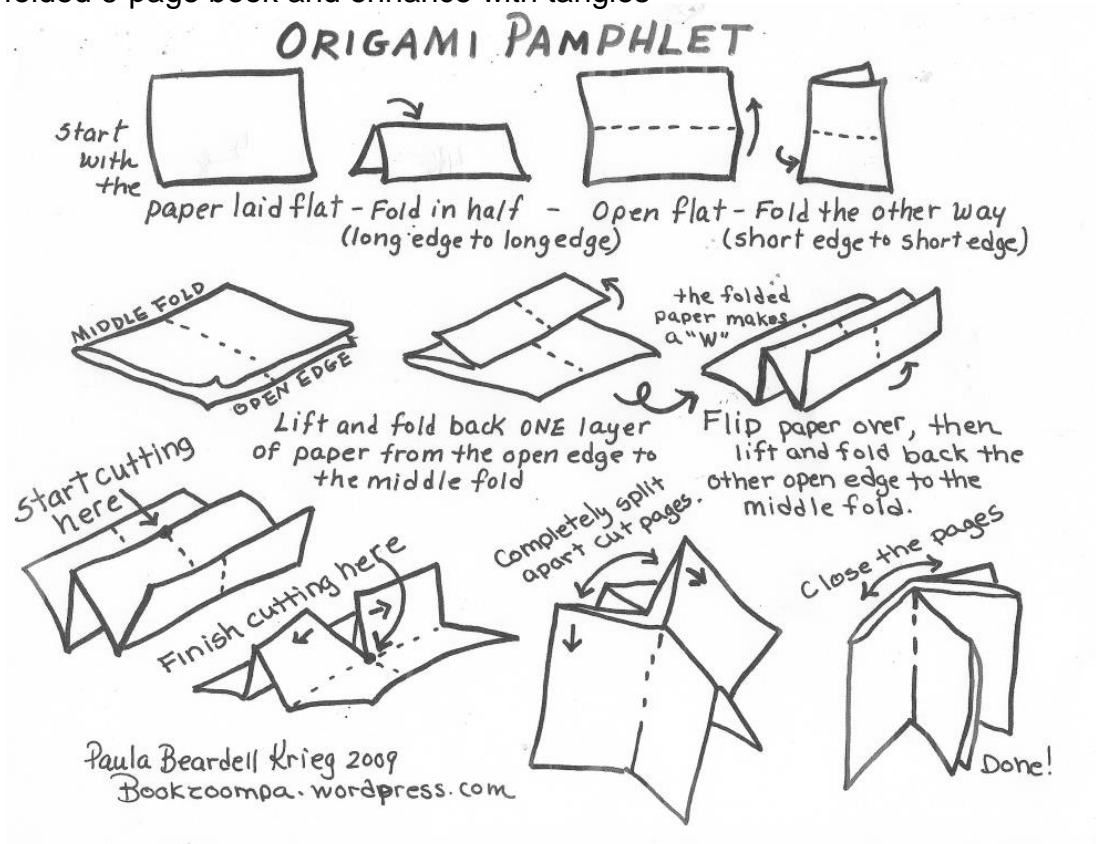 folded 8-page book and enhance with tangles
ORIGAMI PAMPHLET
Start
with
the
paper laid flat - Fold in half - Open flat - Fold the other way
(long edge to long edge) (short edge to short edge)
MIDDLE FOLD
OPEN EDGE
the folded
paper makes
a "W"
Lift and fold back ONE layer
of paper from the open edge to
the middle fold
Flip paper over, then
lift and fold back the
other open edge to the
middle fold.
Start cutting
here
Finish cutting here
Completely split
apart cut pages.
Close the pages
Done!
Paula Beardell Krieg 2009
Bookzoompa.wordpress.com